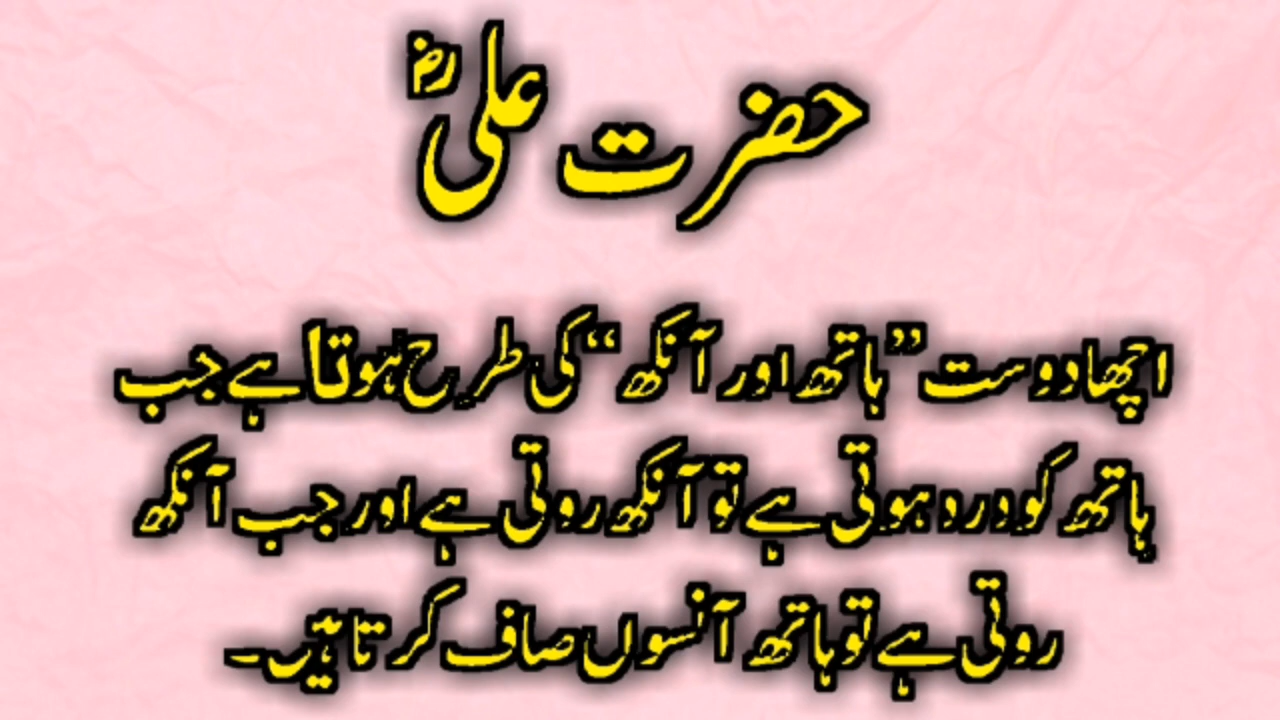 حضرت علیؓ
اچھا دوست ”ہاتھ اور آنکھ“ کی طرح ہوتا ہے جب
ہاتھ کو درد ہوتی ہے تو آنکھ روتی ہے اور جب آنکھ
روتی ہے تو ہاتھ آنسوں صاف کرتا ہیں۔